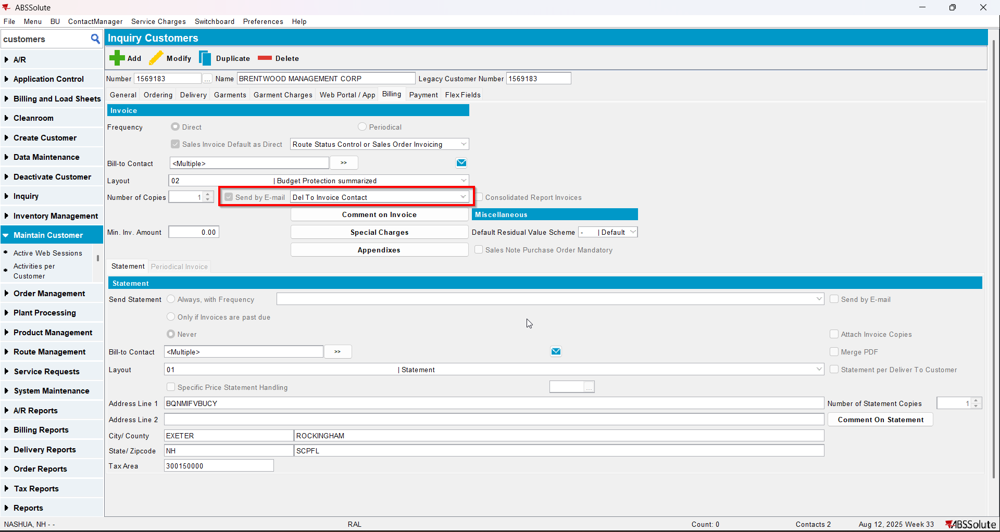 ABSSolute
File Menu BU ContactManager Service Charges Switchboard Preferences Help
customers
Inquiry Customers
Add Modify Duplicate Delete
Number 1569183 ... Name BRENTWOOD MANAGEMENT CORP Legacy Customer Number 1569183
General Ordering Delivery Garments Garment Charges Web Portal / App Billing Payment Flex Fields
A/R
Application Control
Billing and Load Sheets
Cleanroom
Create Customer
Data Maintenance
Deactivate Customer
Inquiry
Inventory Management
Maintain Customer
Active Web Sessions
Activities per
Customer
Order Management
Plant Processing
Product Management
Route Management
Service Requests
System Maintenance
A/R Reports
Billing Reports
Delivery Reports
Order Reports
Tax Reports
Reports
Invoice
Frequency Direct Periodical
Sales Invoice Default as Direct Route Status Control or Sales Order Invoicing
Bill-to Contact <Multiple> >>
Layout 02 | Budget Protection summarized
Number of Copies 1 Send by E-mail Del To Invoice Contact Consolidated Report Invoices
Comment on Invoice Miscellaneous
Min. Inv. Amount 0.00 Special Charges Default Residual Value Scheme - | Default
Appendixes Sales Note Purchase Order Mandatory
Statement Periodical Invoice
Statement
Send Statement Always, with Frequency Send by E-mail
Only if Invoices are past due
Never Attach Invoice Copies
Bill-to Contact <Multiple> >> Merge PDF
Layout 01 | Statement Statement per Deliver To Customer
Specific Price Statement Handling ...
Address Line 1 BQNMIFVBUCY Number of Statement Copies 1
Address Line 2 Comment On Statement
City/ County EXETER ROCKINGHAM
State/ Zipcode NH SCPFL
Tax Area 300150000
NASHUA, NH - - RAL Count: 0 Contacts 2 Aug 12, 2025 Week 33 ABSSolute